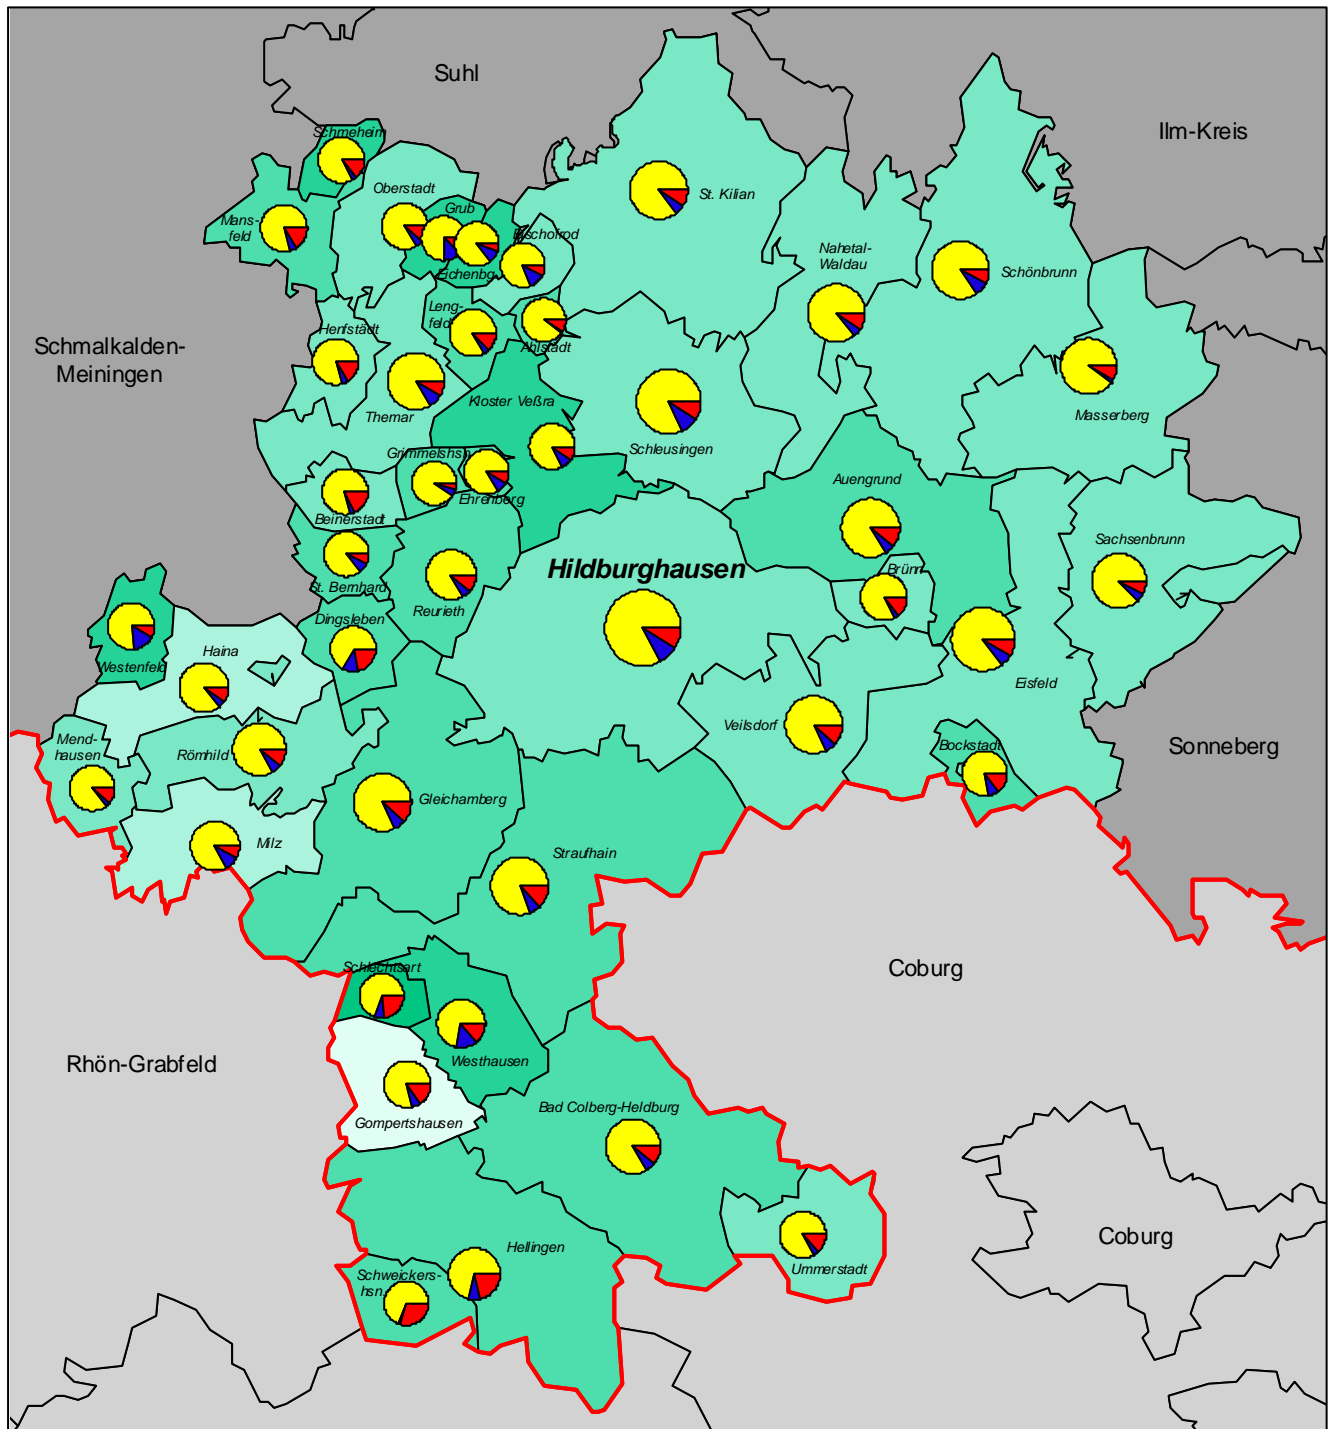 Suhl
Ilm-Kreis
Schmeheim
Oberstadt
St. Kilian
Grub
Mans-
feld
Bischofrod
Nahetal-
Waldau
Eichenbg.
Schönbrunn
Leng-
feld
Henfstädt
Ahlstädt
Schmalkalden-
Meiningen
Kloster Veßra
Themar
Masserberg
Schleusingen
Grimmelshsn.
Auengrund
Ehrenberg
Beinerstadt
Sachsenbrunn
Hildburghausen
Brünn
St. Bernhard
Reurieth
Dingsleben
Westenfeld
Haina
Eisfeld
Veilsdorf
Mend-
hausen
Römhild
Bockstadt
Sonneberg
Gleichamberg
Milz
Straufhain
Schlechtsart
Coburg
Rhön-Grabfeld
Westhausen
Bad Colberg-Heldburg
Gompertshausen
Coburg
Hellingen
Ummerstadt
Schweickers-
hsn.